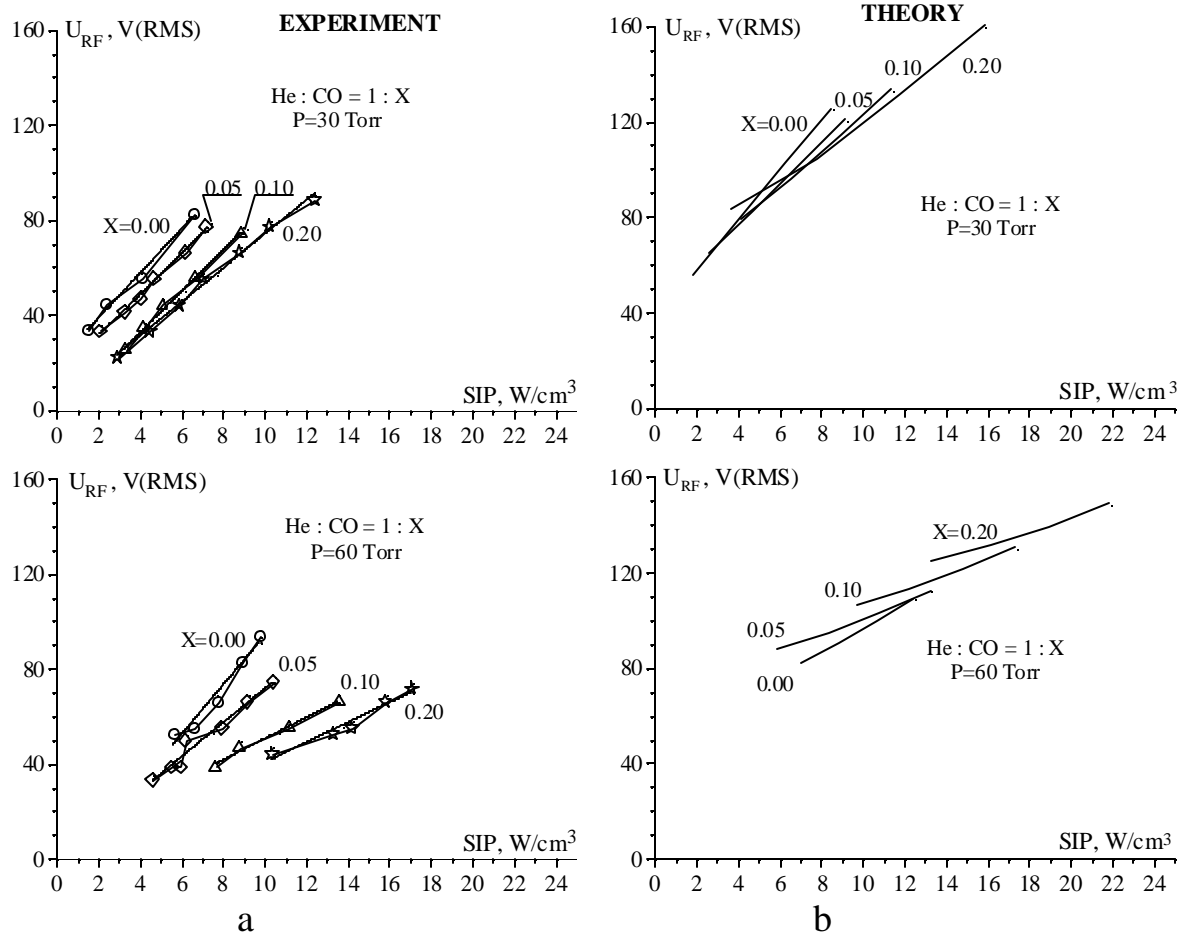 EXPERIMENT
U_RF , V(RMS)
160
He : CO = 1 : X
P=30 Torr
120
0.05 0.10
80
X=0.00
0.20
40
SIP, W/cm³
0
0 2 4 6 8 10 12 14 16 18 20 22 24
THEORY
U_RF , V(RMS)
160
0.10
0.20
0.05
X=0.00
120
He : CO = 1 : X
P=30 Torr
80
40
SIP, W/cm³
0
0 2 4 6 8 10 12 14 16 18 20 22 24
U_RF , V(RMS)
160
He : CO = 1 : X
P=60 Torr
120
X=0.00
0.05
80
0.10
0.20
40
SIP, W/cm³
0
0 2 4 6 8 10 12 14 16 18 20 22 24
a
U_RF , V(RMS)
160
X=0.20
120
0.10
0.05
He : CO = 1 : X
P=60 Torr
80
0.00
40
SIP, W/cm³
0
0 2 4 6 8 10 12 14 16 18 20 22 24
b